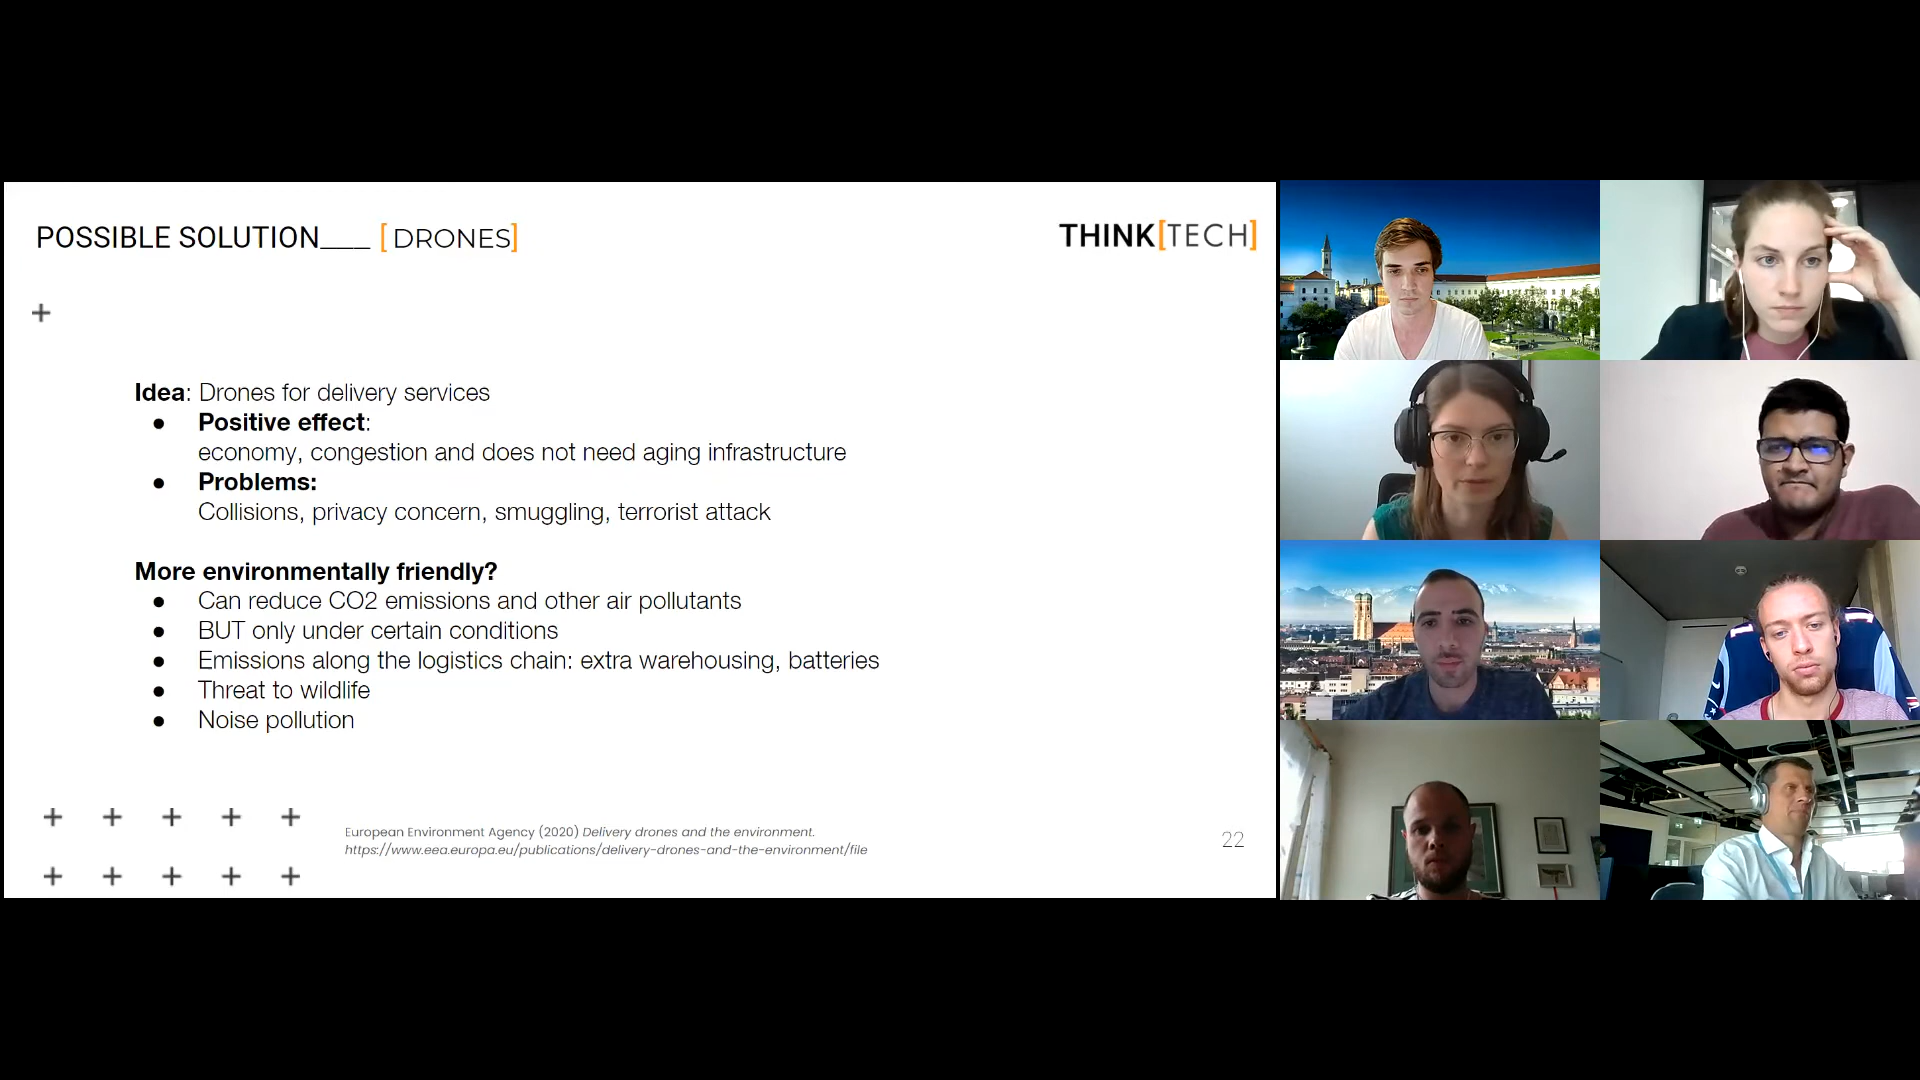 POSSIBLE SOLUTION___ [DRONES]
THINK[TECH]
Idea: Drones for delivery services
● Positive effect:
economy, congestion and does not need aging infrastructure
● Problems:
Collisions, privacy concern, smuggling, terrorist attack
More environmentally friendly?
● Can reduce CO2 emissions and other air pollutants
● BUT only under certain conditions
● Emissions along the logistics chain: extra warehousing, batteries
● Threat to wildlife
● Noise pollution
European Environment Agency (2020) Delivery drones and the environment.
https://www.eea.europa.eu/publications/delivery-drones-and-the-environment/file
22